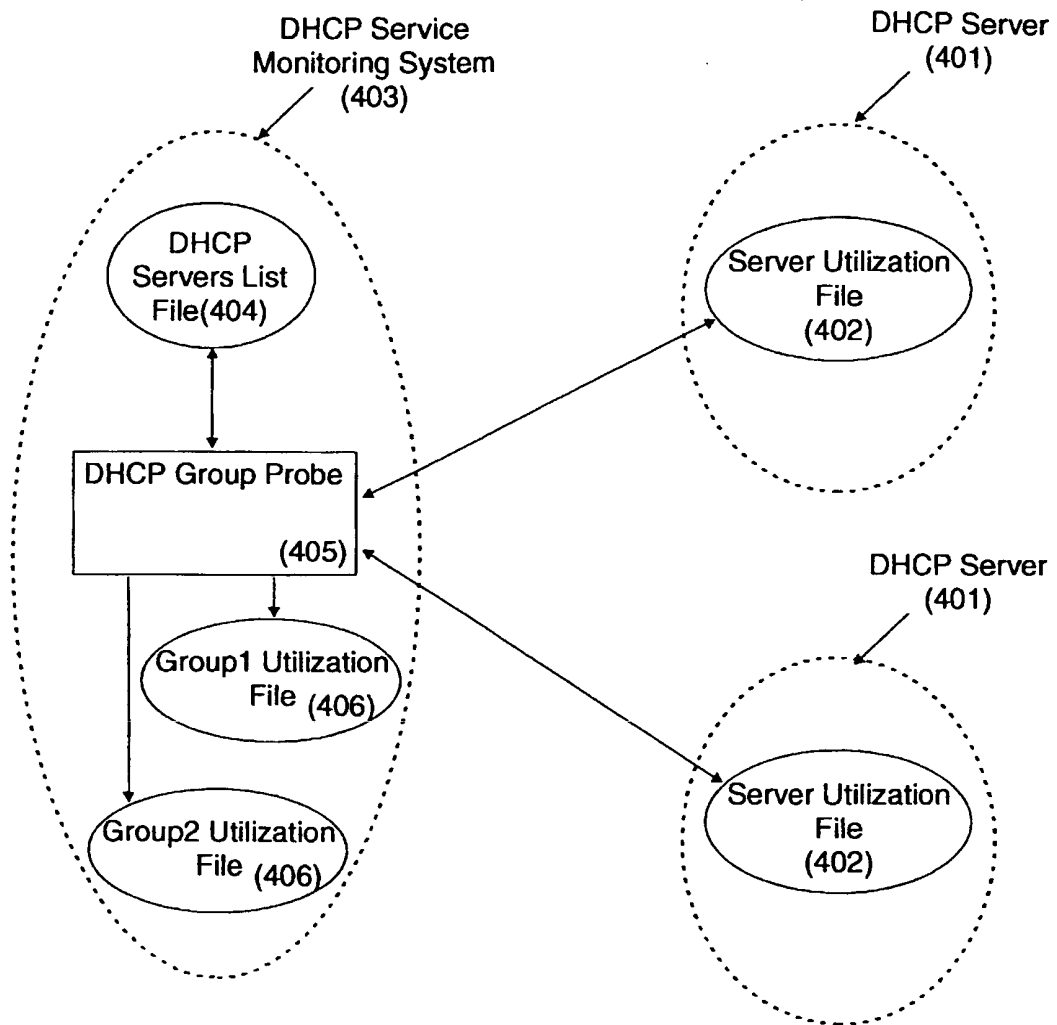 DHCP Service
Monitoring System
(403)
DHCP Server
(401)
DHCP
Servers List
File(404)
Server Utilization
File
(402)
DHCP Group Probe
(405)
DHCP Server
(401)
Group1 Utilization
File (406)
Server Utilization
File
(402)
Group2 Utilization
File (406)